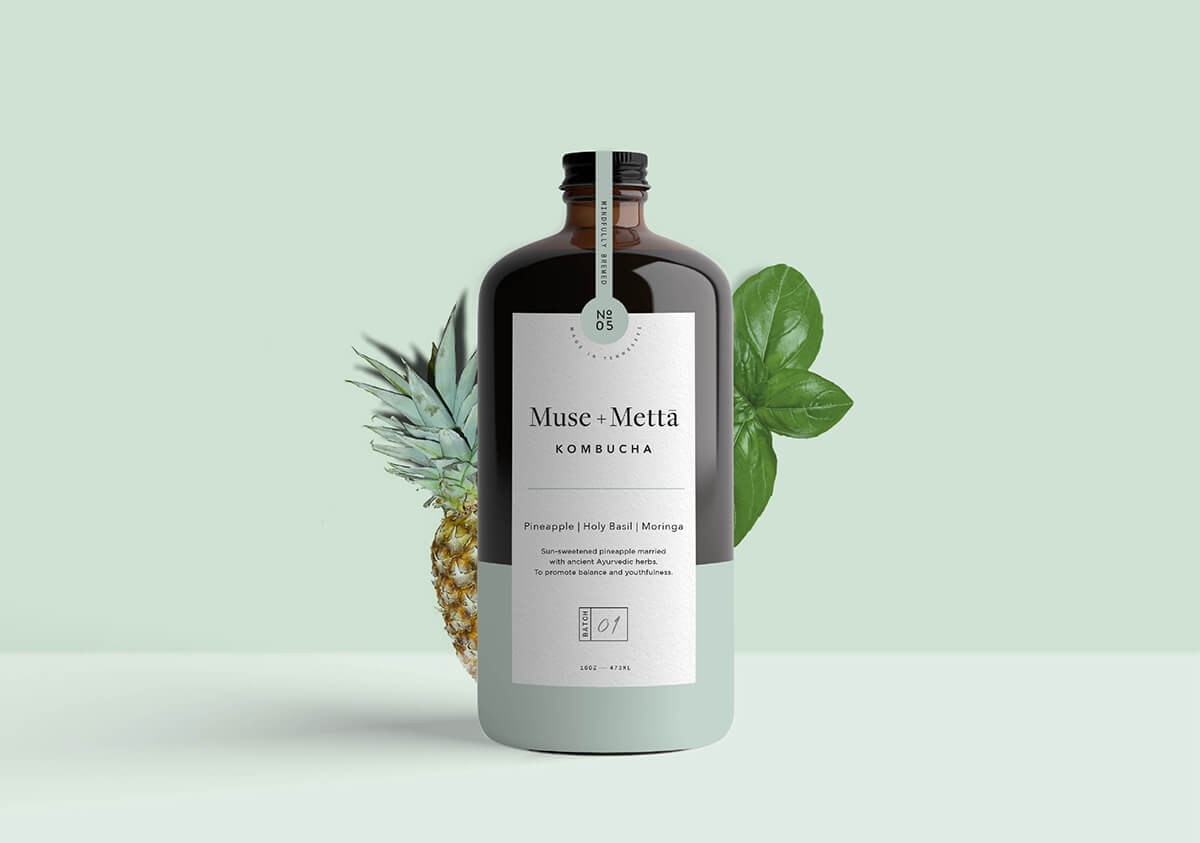 MINDFULLY BREWED
Nº
05
MADE IN TENNESSEE
Muse + Mettā
KOMBUCHA
Pineapple | Holy Basil | Moringa
Sun-sweetened pineapple married
with ancient Ayurvedic herbs.
To promote balance and youthfulness.
BATCH
01
16OZ — 473ML